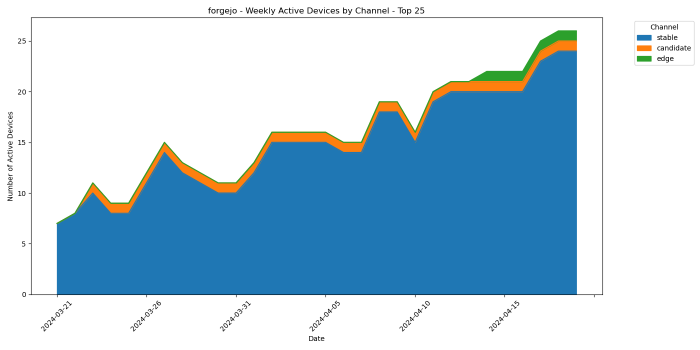 forgejo - Weekly Active Devices by Channel - Top 25
Channel
stable
candidate
edge
Number of Active Devices
25
20
15
10
5
0
2024-03-21
2024-03-26
2024-03-31
2024-04-05
2024-04-10
2024-04-15
Date